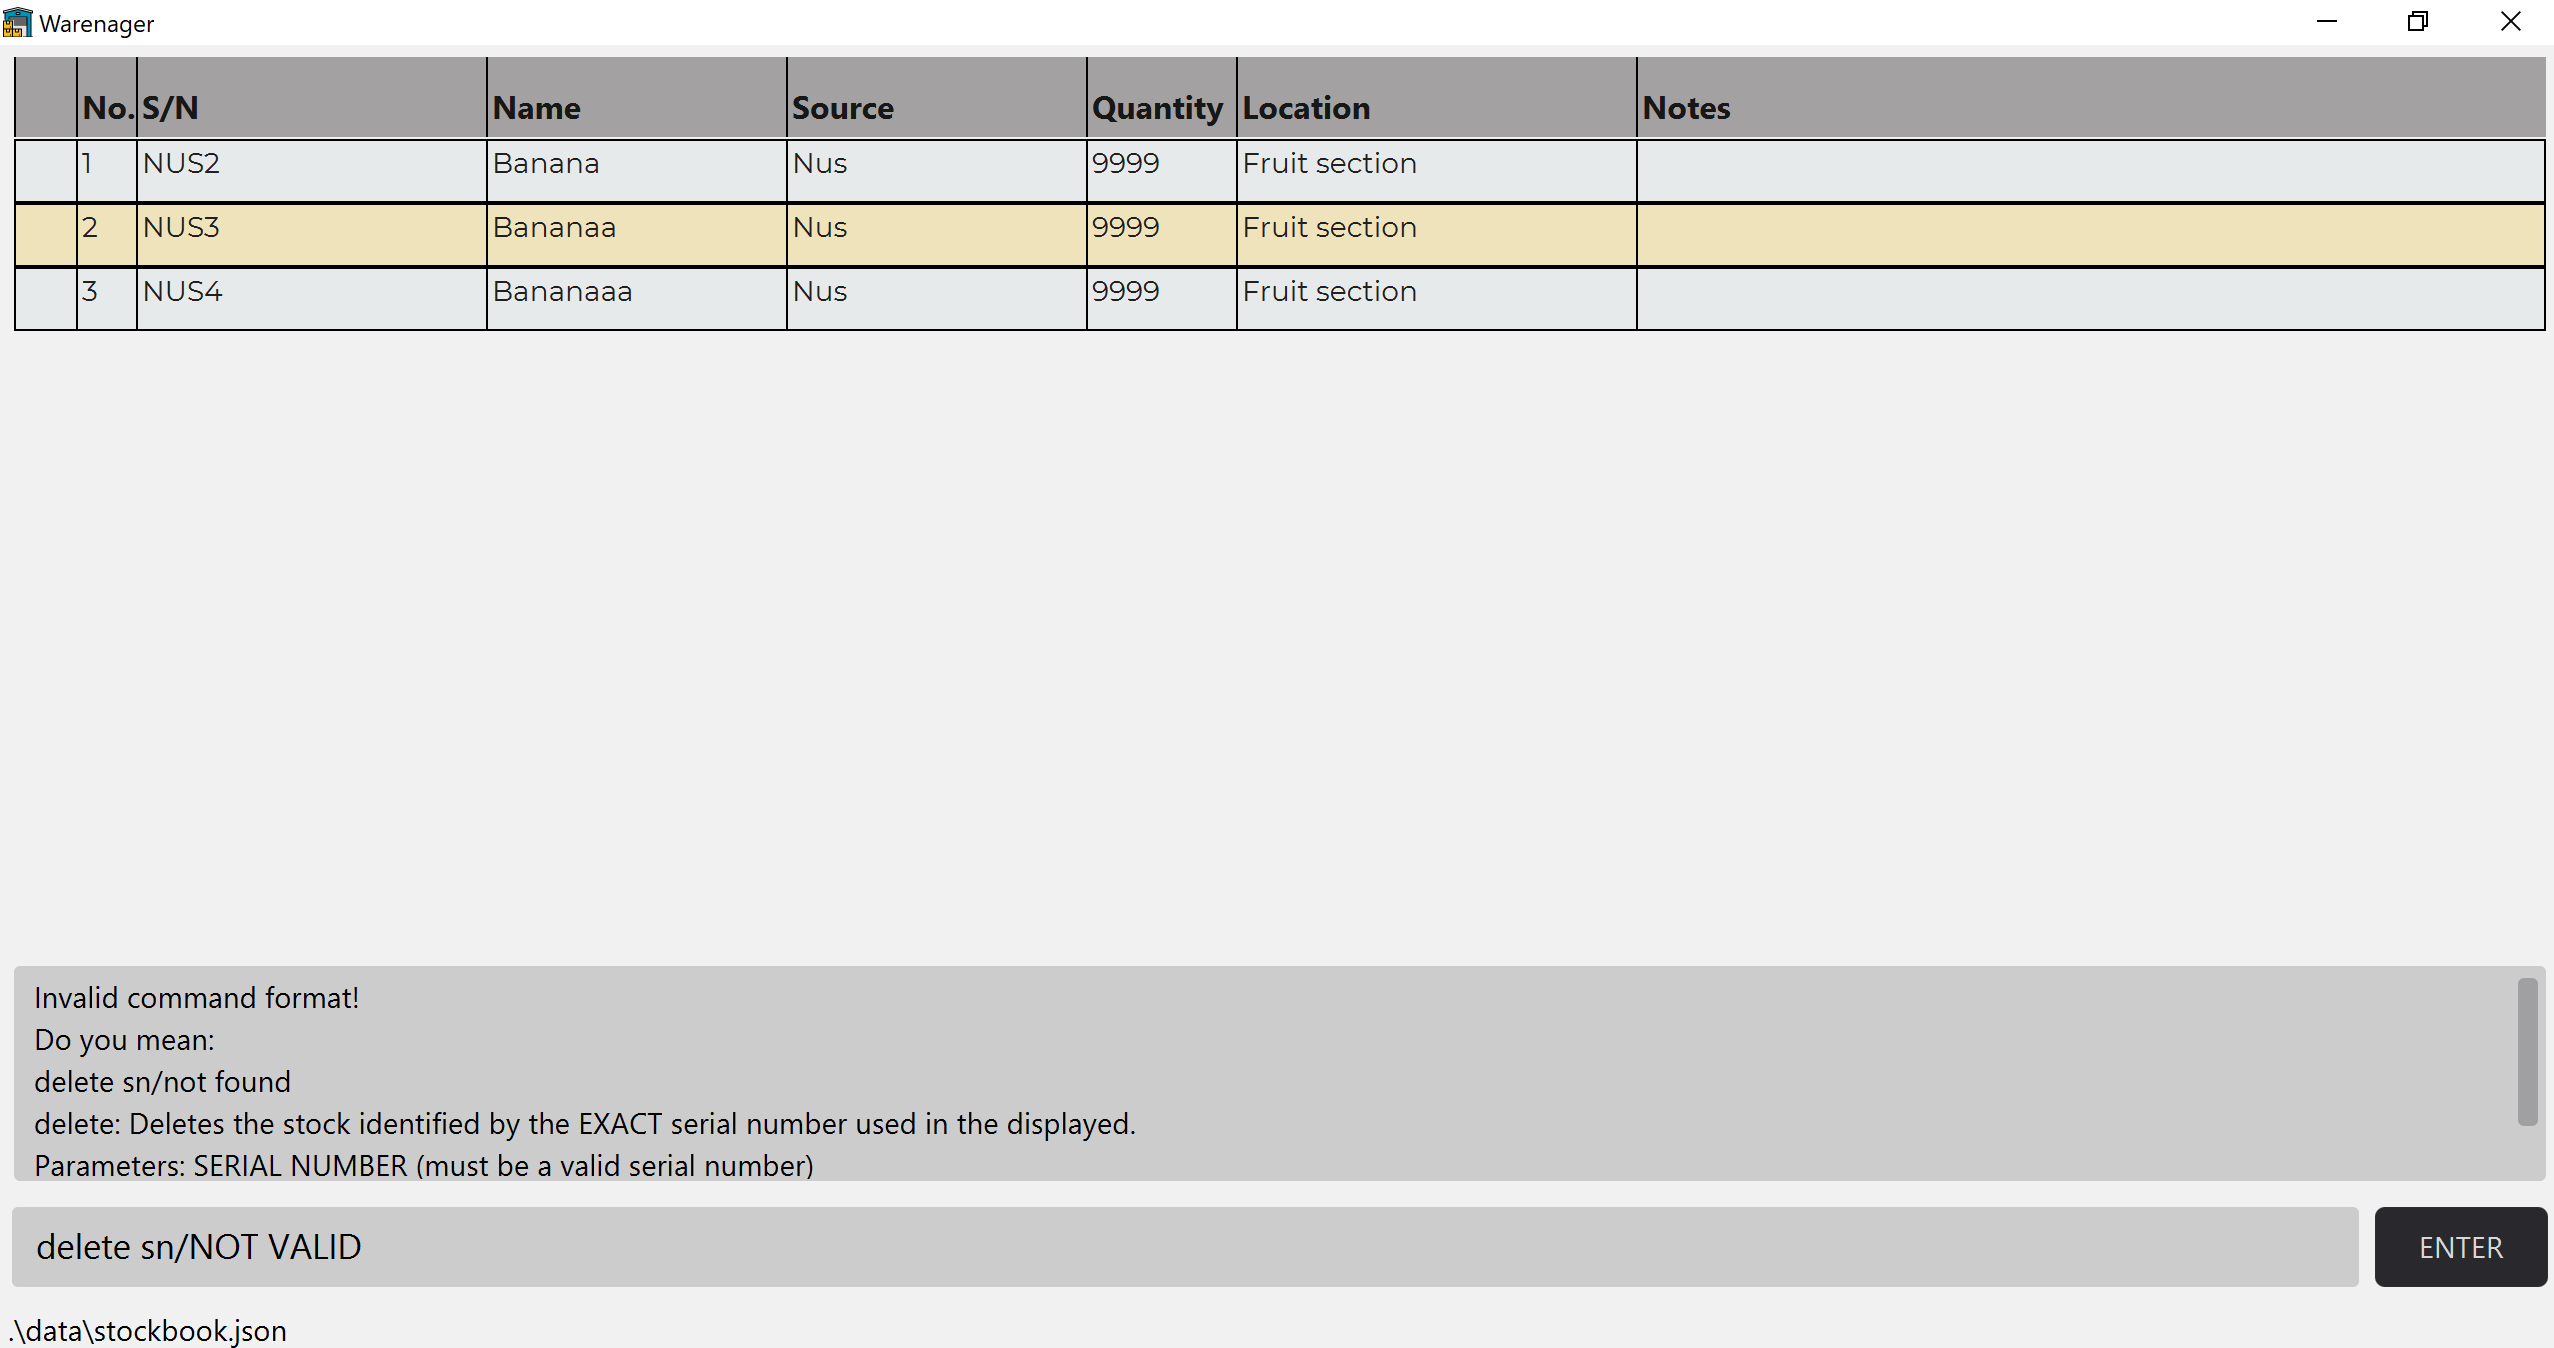 Warenager
No. S/N Name Source Quantity Location Notes
1 NUS2 Banana Nus 9999 Fruit section
2 NUS3 Bananaa Nus 9999 Fruit section
3 NUS4 Bananaaa Nus 9999 Fruit section
Invalid command format!
Do you mean:
delete sn/not found
delete: Deletes the stock identified by the EXACT serial number used in the displayed.
Parameters: SERIAL NUMBER (must be a valid serial number)
delete sn/NOT VALID ENTER
.\data\stockbook.json